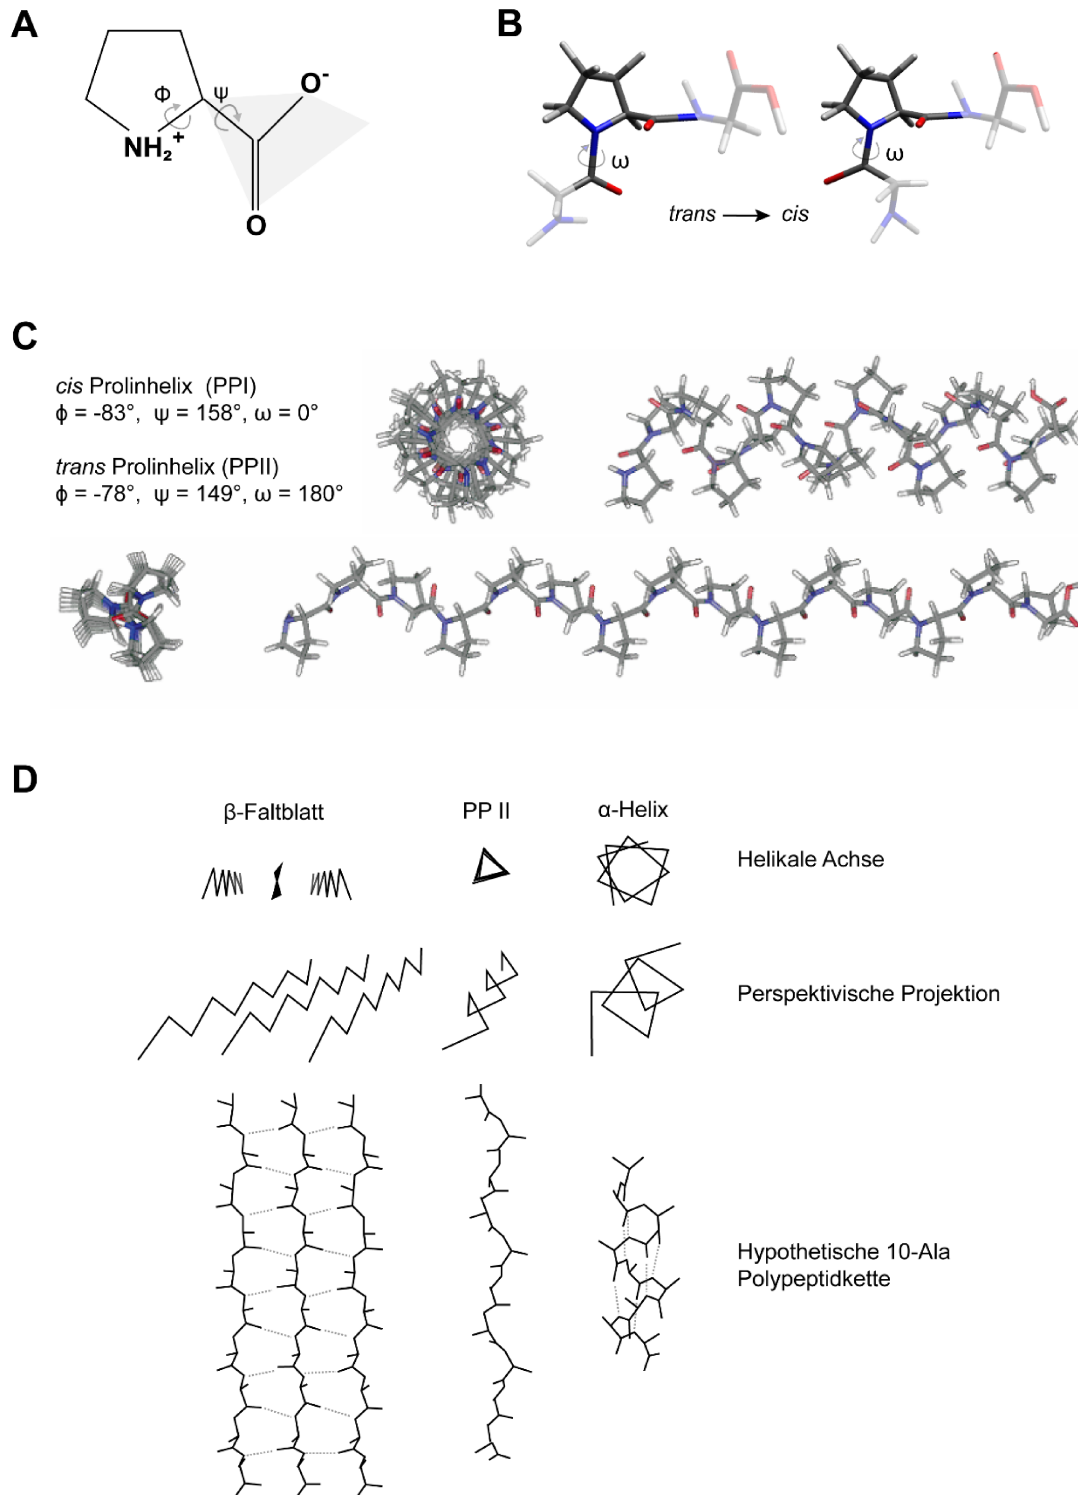 A
B
Φ
Ψ
O-
NH₂+
O
ω
ω
trans
cis
C
cis Prolinhelix (PPI)
ϕ = -83°, ψ = 158°, ω = 0°
trans Prolinhelix (PPII)
ϕ = -78°, ψ = 149°, ω = 180°
D
β-Faltblatt
PP II
α-Helix
Helikale Achse
Perspektivische Projektion
Hypothetische 10-Ala
Polypeptidkette